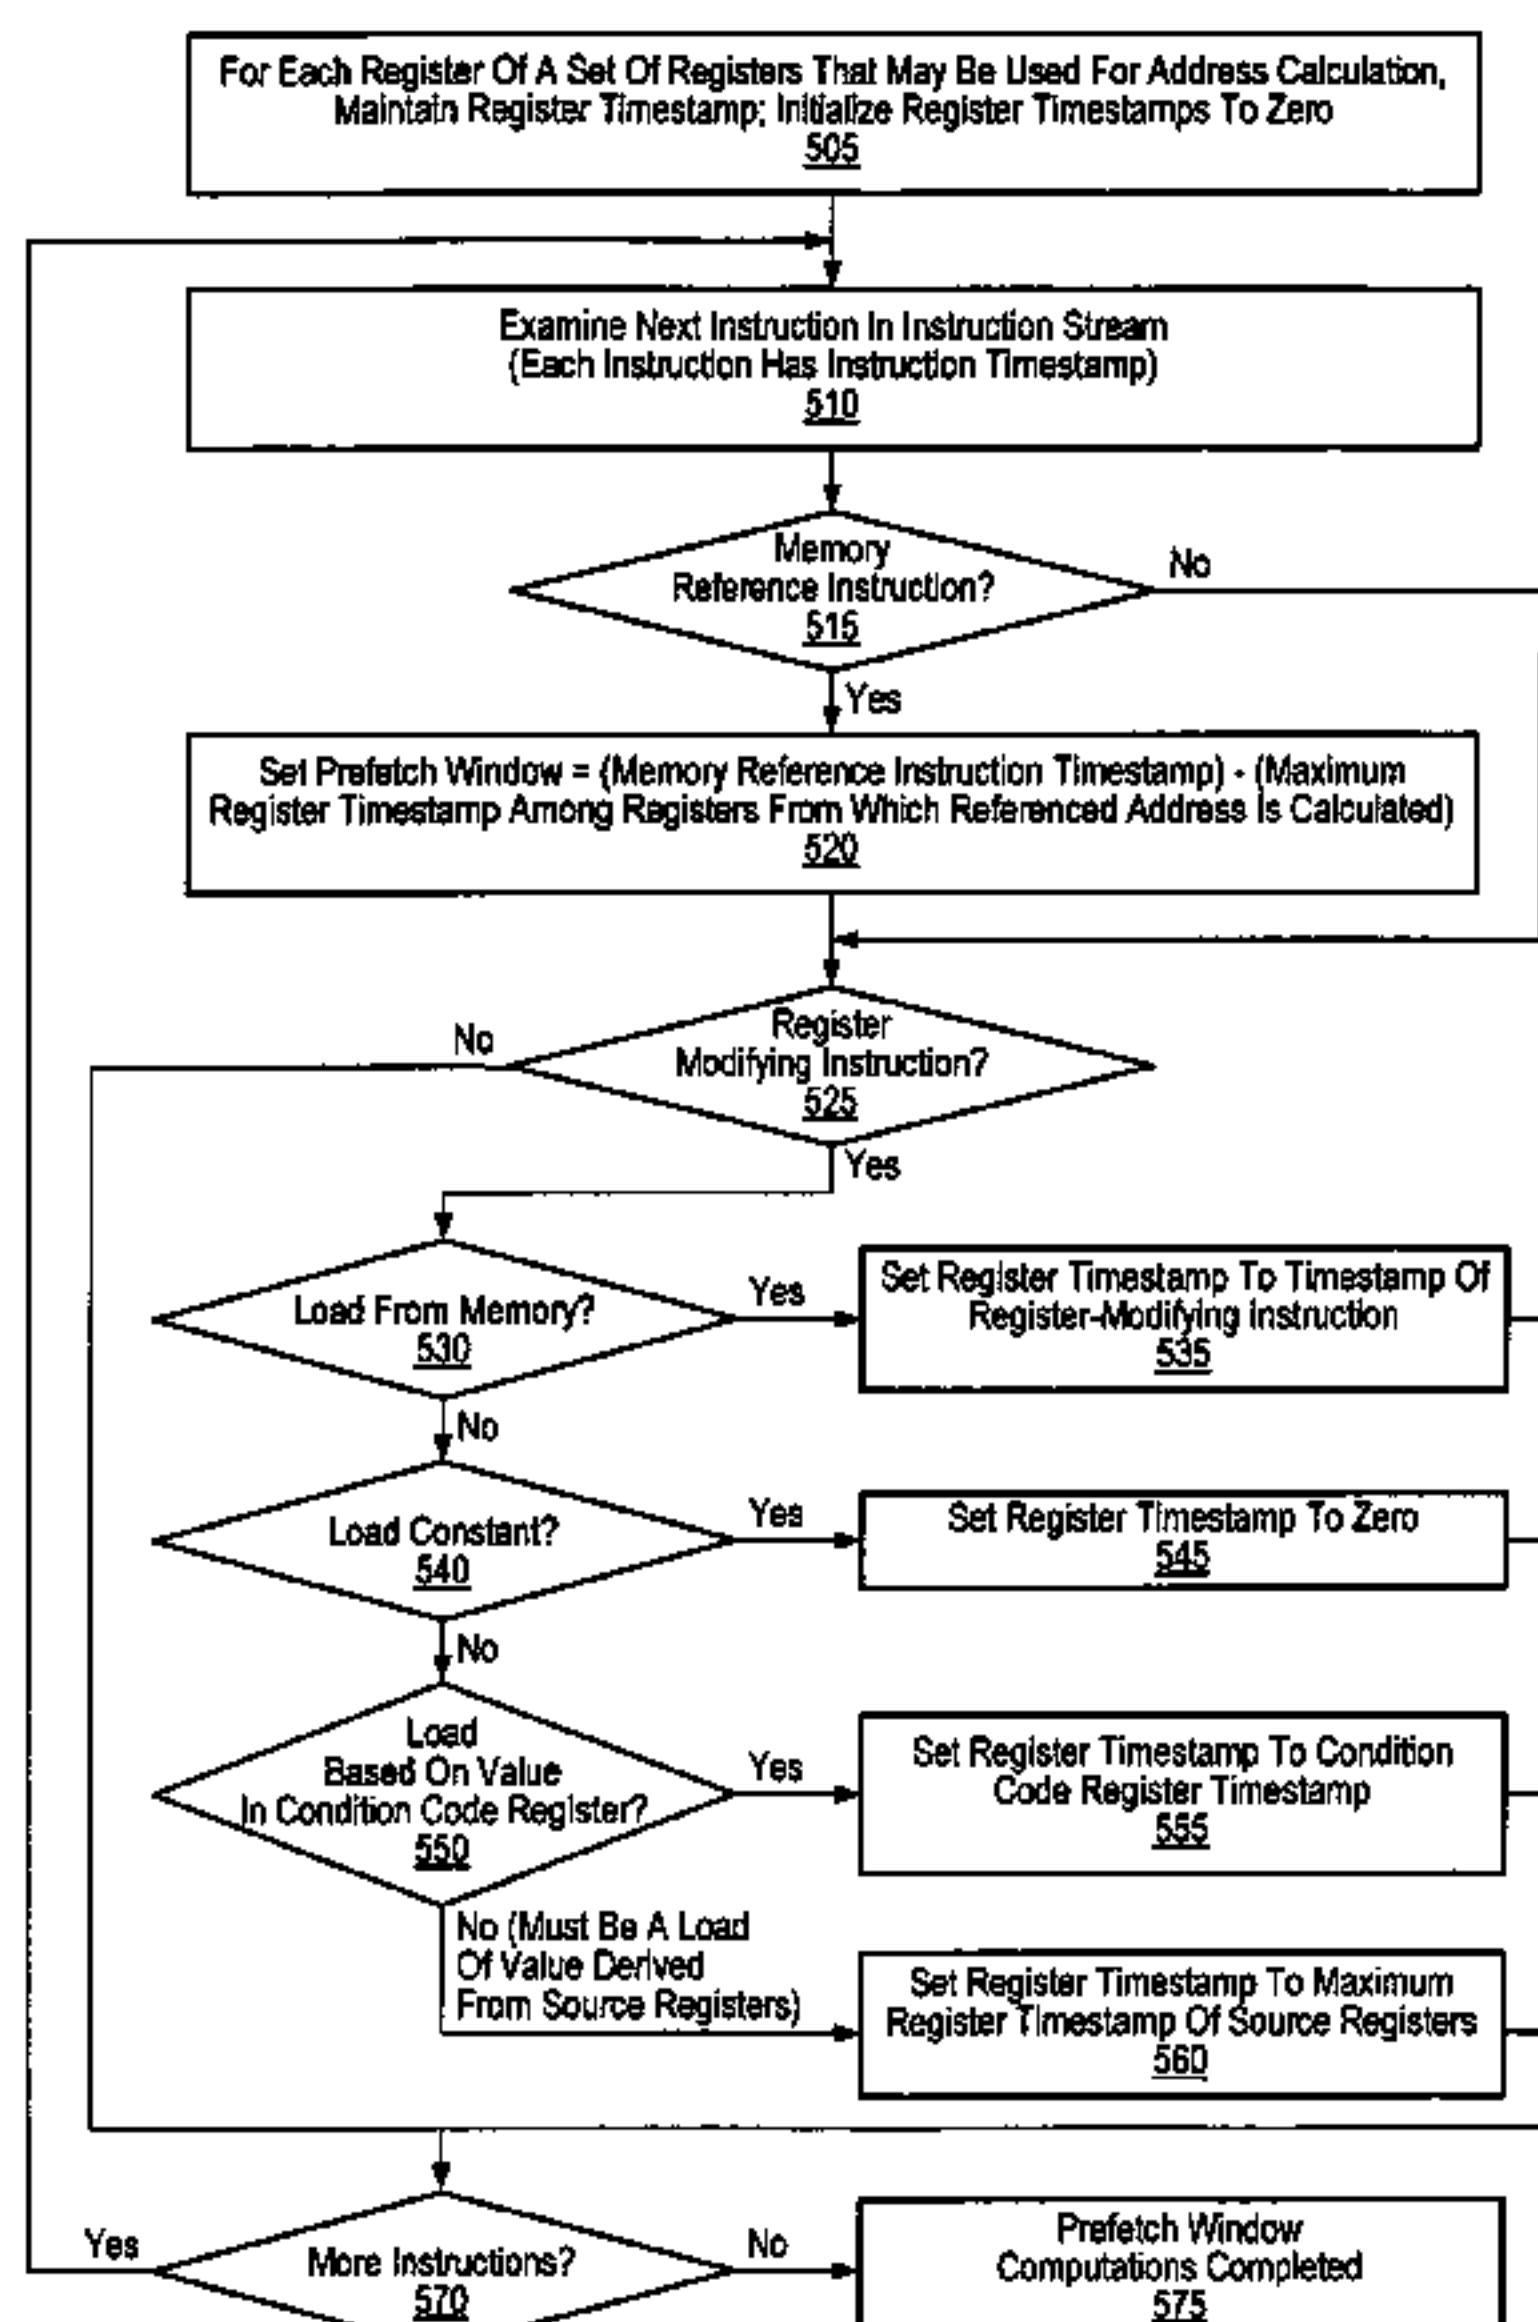 For Each Register Of A Set Of Registers That May Be Used For Address Calculation,
Maintain Register Timestamp; Initialize Register Timestamps To Zero
505
Examine Next Instruction In Instruction Stream
(Each Instruction Has Instruction Timestamp)
510
Memory
Reference Instruction?
515
No
Yes
Set Prefetch Window = (Memory Reference Instruction Timestamp) - (Maximum
Register Timestamp Among Registers From Which Referenced Address Is Calculated)
520
Register
Modifying Instruction?
525
No
Yes
Load From Memory?
530
Yes
Set Register Timestamp To Timestamp Of
Register-Modifying Instruction
535
No
Load Constant?
540
Yes
Set Register Timestamp To Zero
545
No
Load
Based On Value
In Condition Code Register?
550
Yes
Set Register Timestamp To Condition
Code Register Timestamp
555
No (Must Be A Load
Of Value Derived
From Source Registers)
Set Register Timestamp To Maximum
Register Timestamp Of Source Registers
560
Yes
More Instructions?
570
No
Prefetch Window
Computations Completed
575